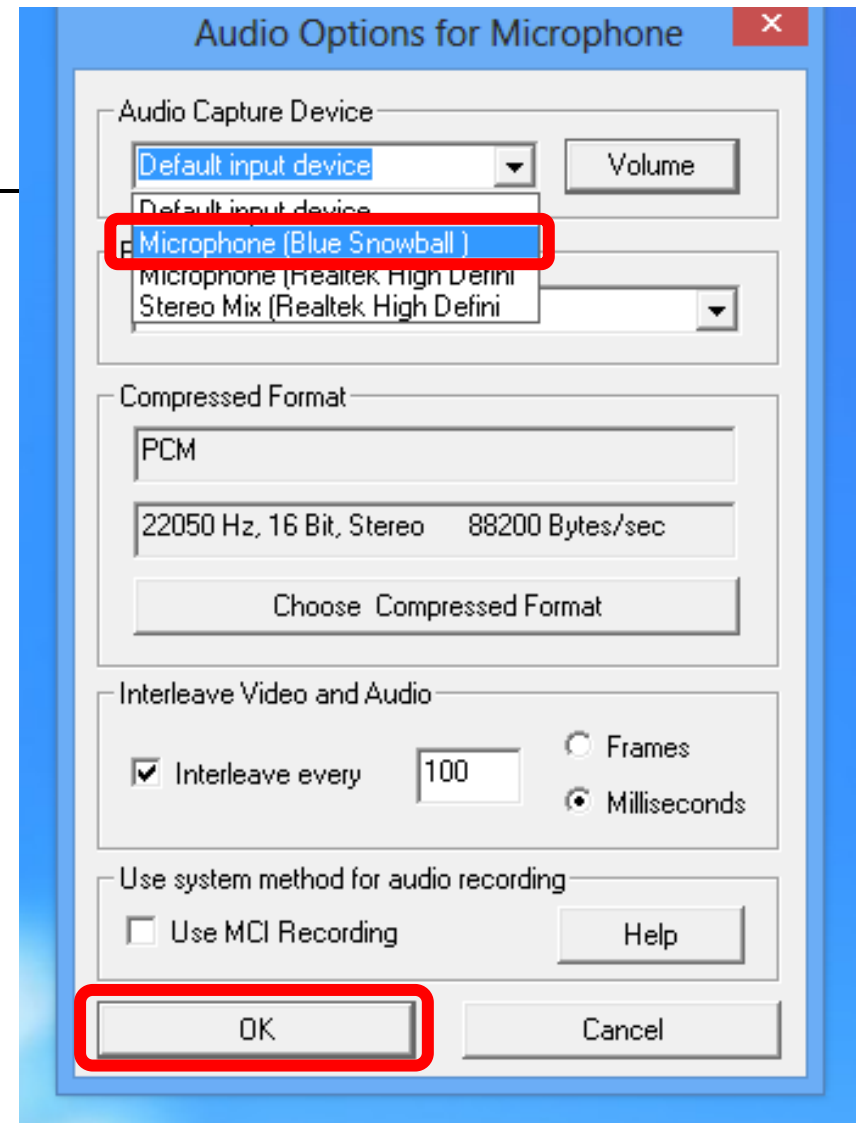 Audio Options for Microphone
Audio Capture Device
Default input device
Volume
Default input device
Microphone (Blue Snowball )
Microphone (Realtek High Defini
Stereo Mix (Realtek High Defini
Compressed Format
PCM
22050 Hz, 16 Bit, Stereo 88200 Bytes/sec
Choose Compressed Format
Interleave Video and Audio
Interleave every 100
Frames
Milliseconds
Use system method for audio recording
Use MCI Recording
Help
OK
Cancel